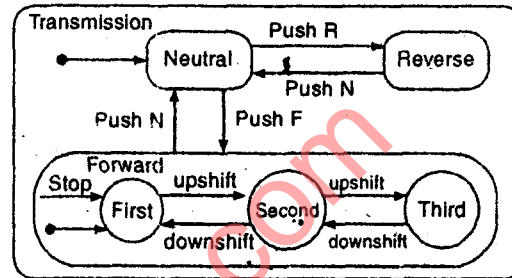 Transmission
Push R
Neutral
Reverse
Push N
Push N
Push F
Forward
Stop
upshift
upshift
First
Second
Third
downshift
downshift
com